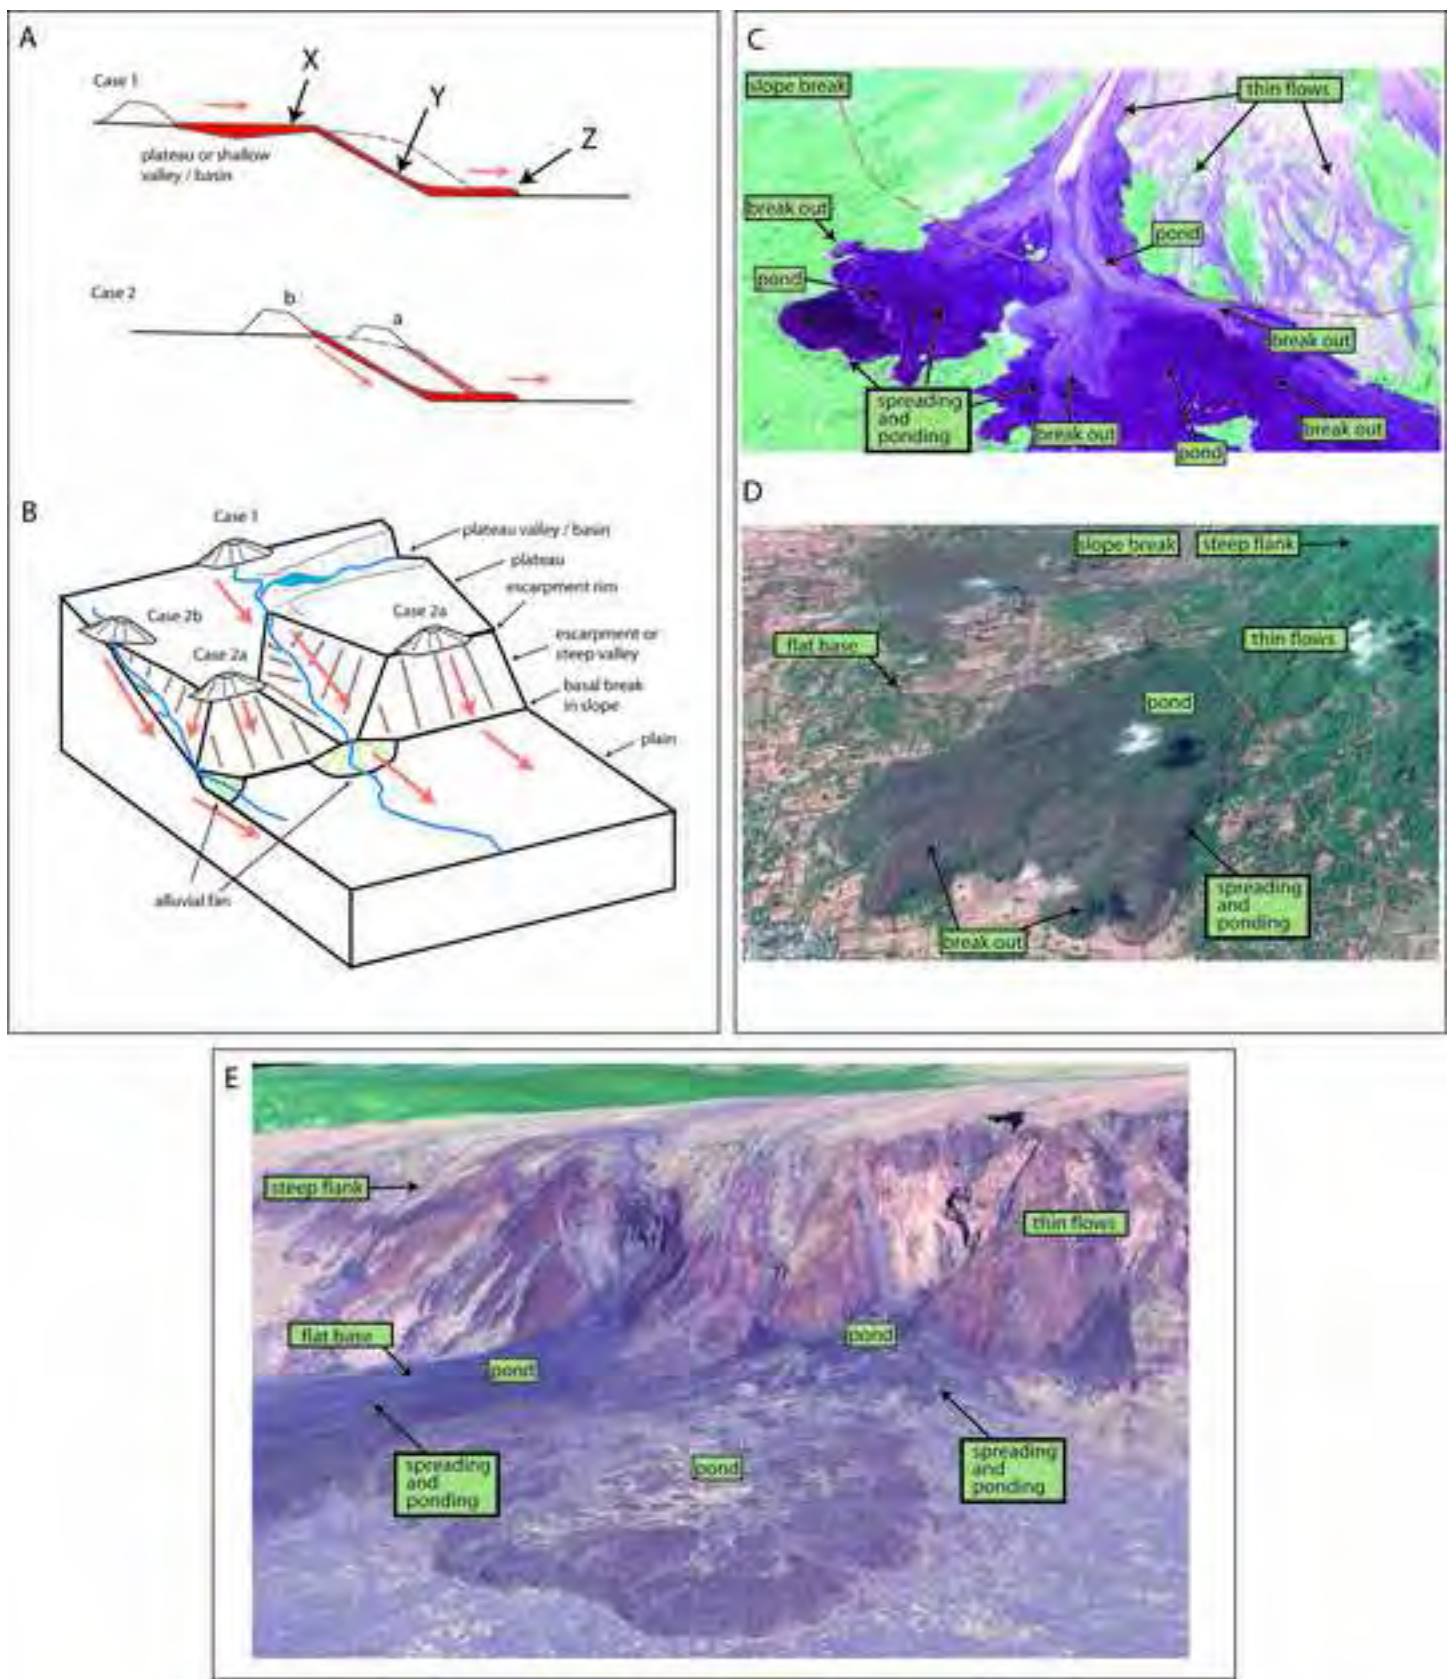 A
Case 1
X
Y
Z
plateau or shallow
valley / basin
Case 2
b
a
B
Case 1
plateau valley / basin
plateau
escarpment rim
Case 2b
Case 2a
Case 2a
escarpment or
steep valley
basal break
in slope
plain
alluvial fan
C
slope break
thin flows
break out
pond
pond
break out
spreading
and
ponding
break out
pond
break out
D
slope break
steep flank
flat base
thin flows
pond
spreading
and
ponding
break out
E
steep flank
thin flows
flat base
pond
pond
spreading
and
ponding
pond
spreading
and
ponding